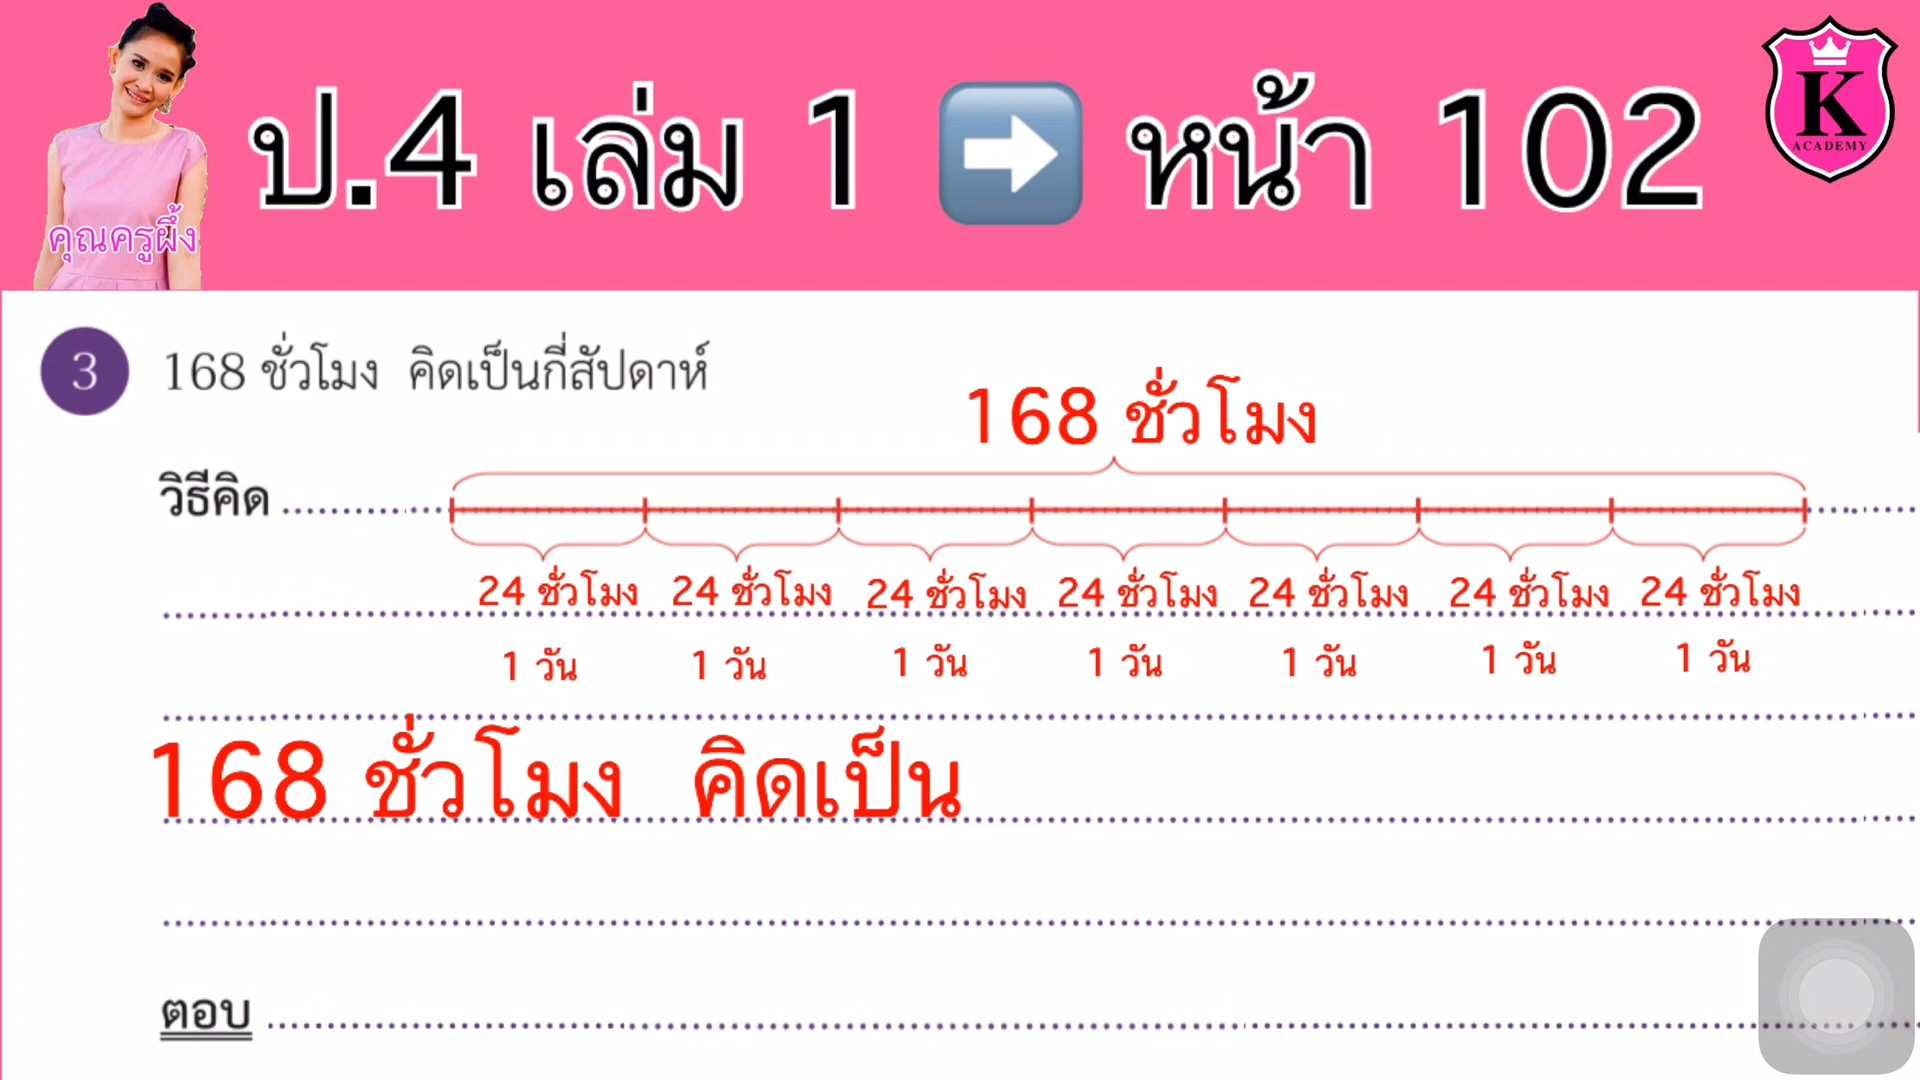 ป.4 เล่ม 1 ➡ หน้า 102
K
ACADEMY
คุณครูผึ้ง
3 168 ชั่วโมง คิดเป็นกี่สัปดาห์
168 ชั่วโมง
วิธีคิด
24 ชั่วโมง 24 ชั่วโมง 24 ชั่วโมง 24 ชั่วโมง 24 ชั่วโมง 24 ชั่วโมง 24 ชั่วโมง
1 วัน 1 วัน 1 วัน 1 วัน 1 วัน 1 วัน 1 วัน
168 ชั่วโมง คิดเป็น
ตอบ